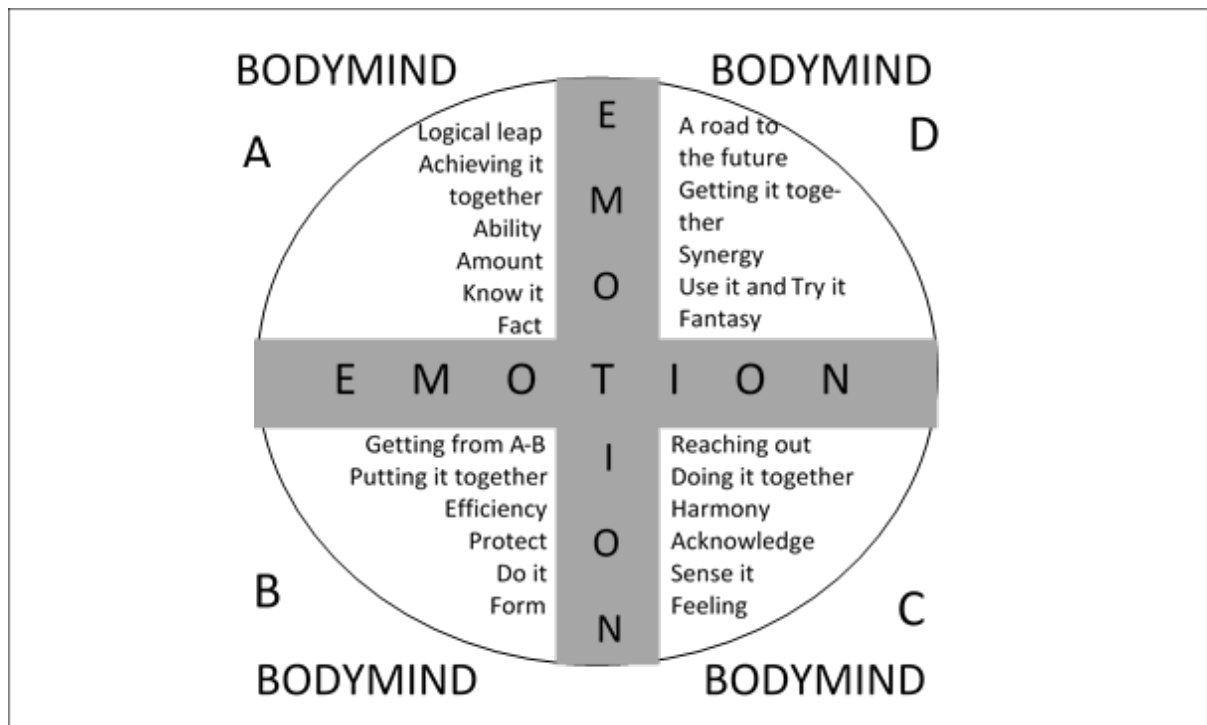 BODYMIND
BODYMIND
A
D
Logical leap
Achieving it
together
Ability
Amount
Know it
Fact
E
M
O
A road to
the future
Getting it toge-
ther
Synergy
Use it and Try it
Fantasy
E M O T I O N
Getting from A-B
Putting it together
Efficiency
Protect
Do it
Form
I
O
N
Reaching out
Doing it together
Harmony
Acknowledge
Sense it
Feeling
B
C
BODYMIND
BODYMIND